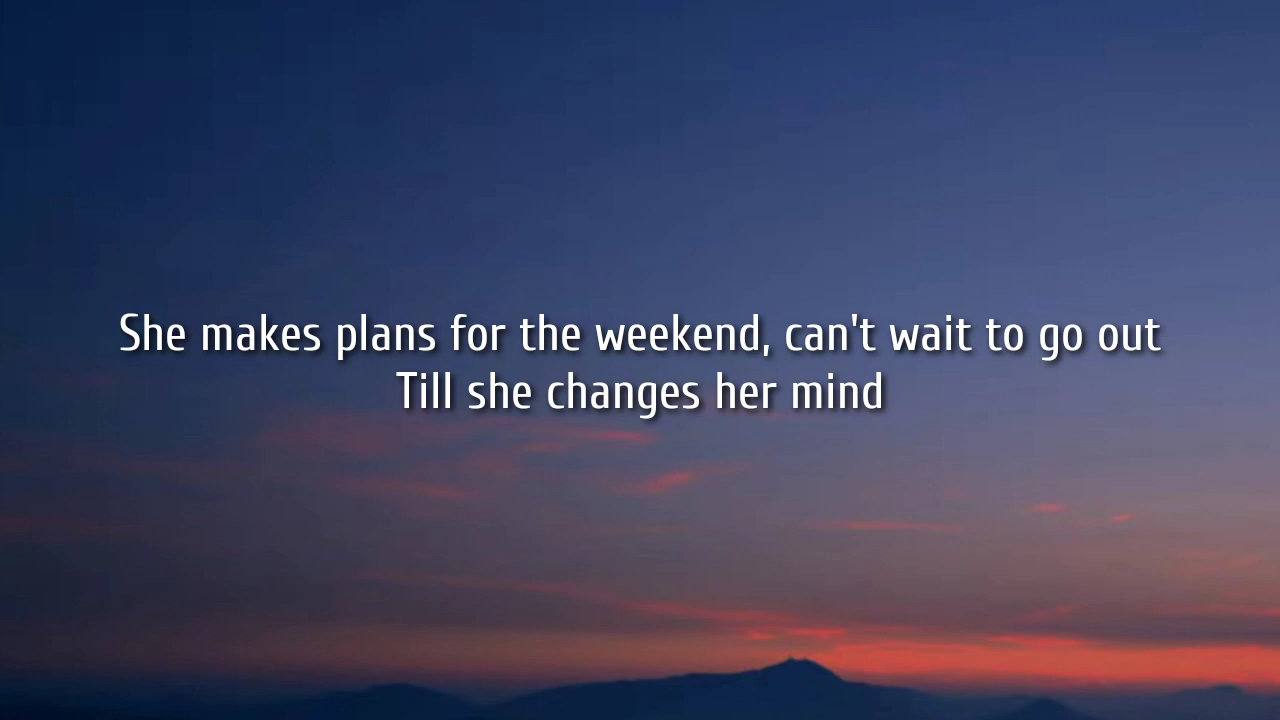 She makes plans for the weekend, can't wait to go out
Till she changes her mind